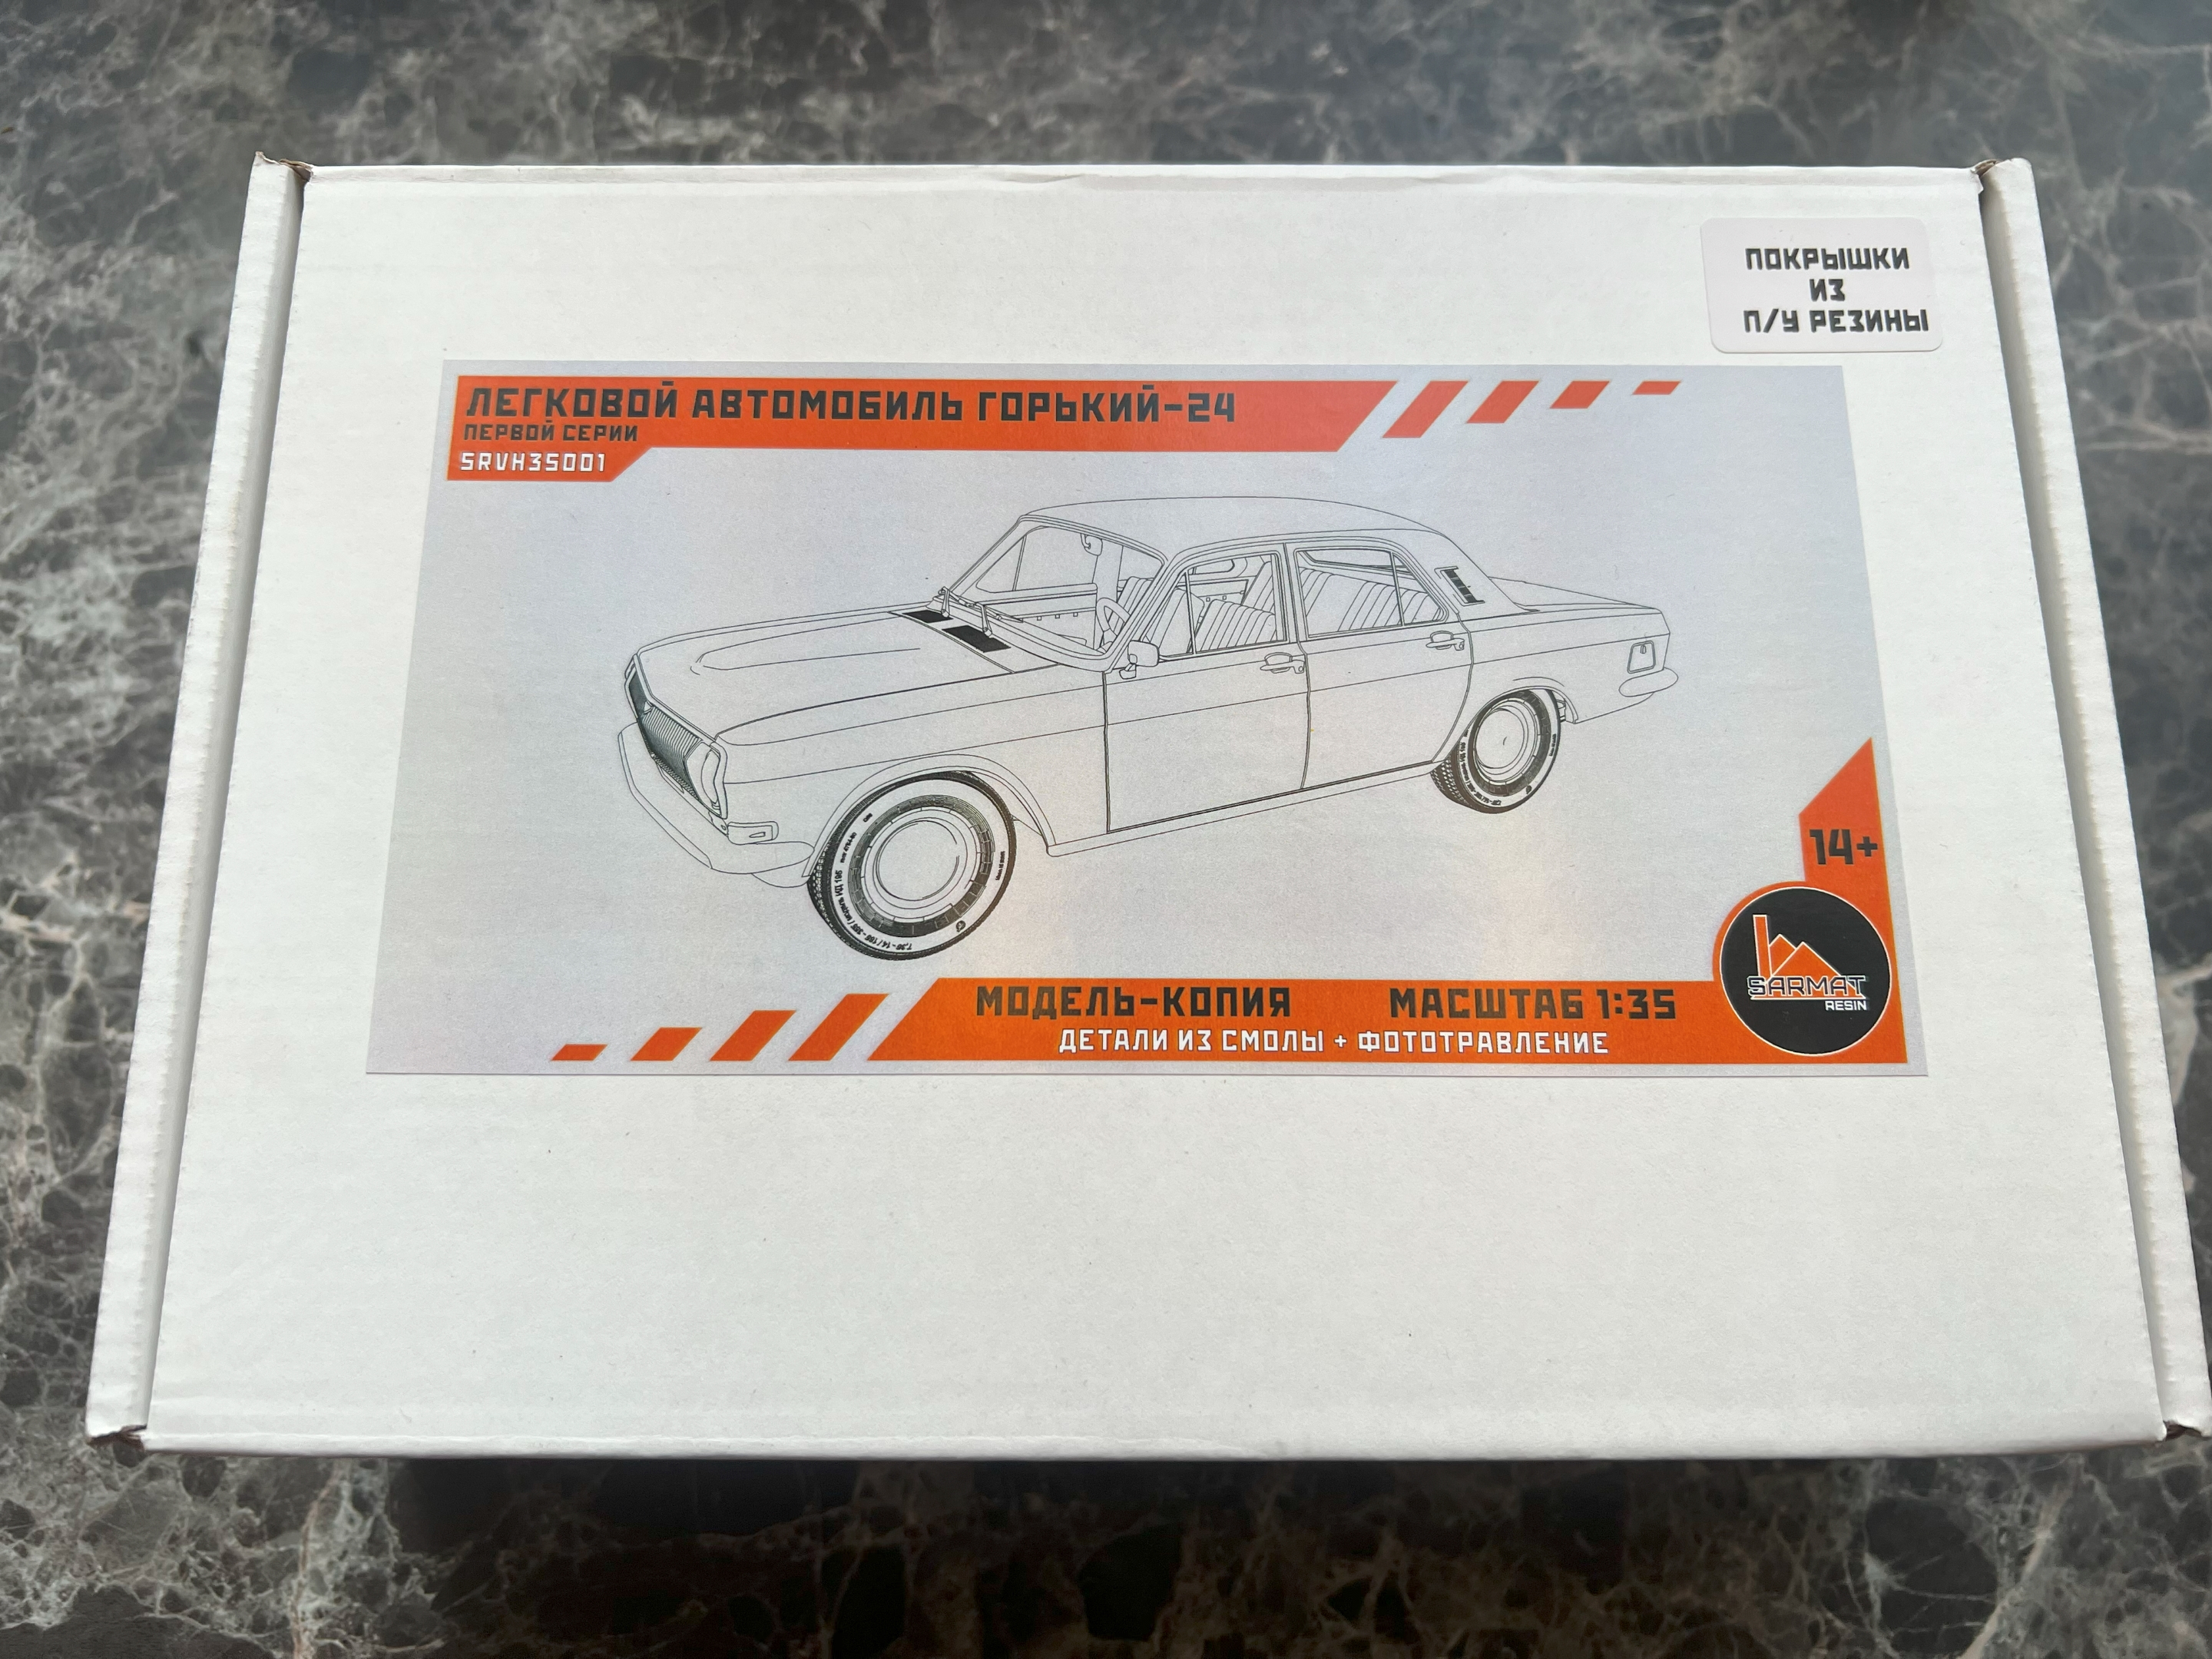 ПОКРЫШКИ
ИЗ
П/У РЕЗИНЫ
ЛЕГКОВОЙ АВТОМОБИЛЬ ГОРЬКИЙ-24
ПЕРВОЙ СЕРИИ
SRVH35001
14+
SARMAT
RESIN
МОДЕЛЬ-КОПИЯ МАСШТАБ 1:35
ДЕТАЛИ ИЗ СМОЛЫ + ФОТОТРАВЛЕНИЕ